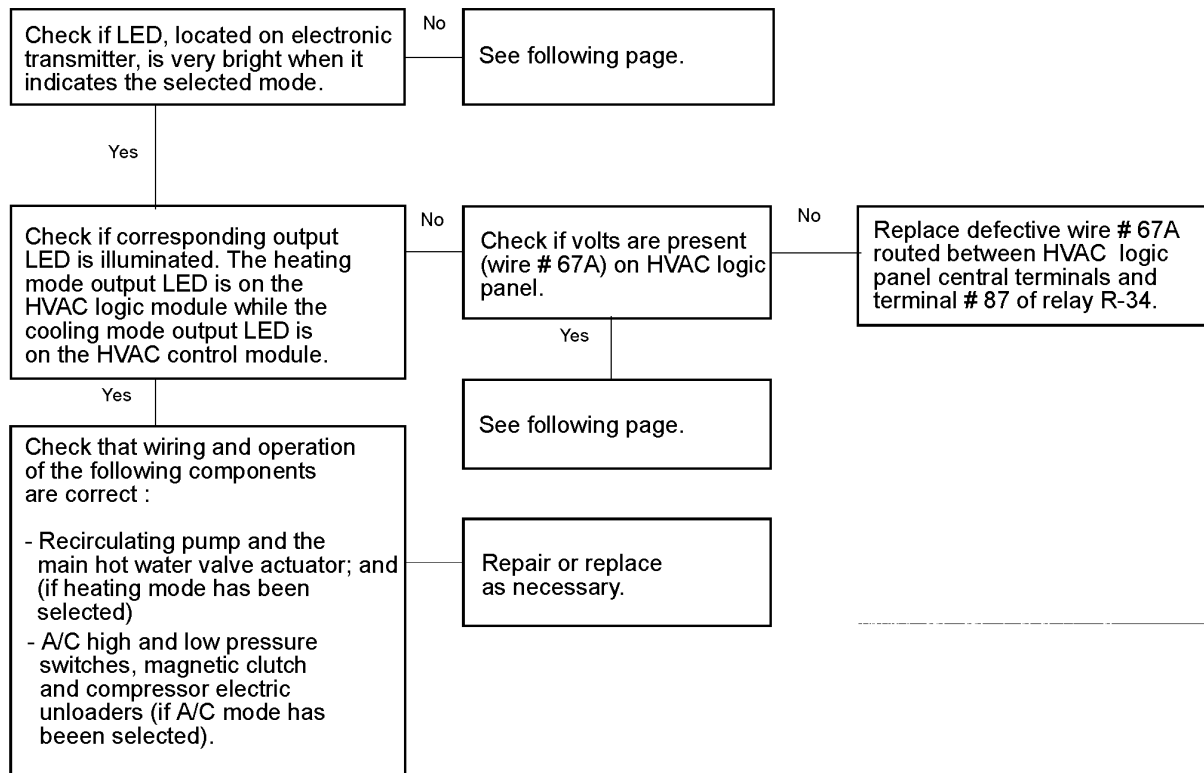 Check if LED, located on electronic
transmitter, is very bright when it
indicates the selected mode.
No
See following page.
Yes
Check if corresponding output
LED is illuminated. The heating
mode output LED is on the
HVAC logic module while the
cooling mode output LED is
on the HVAC control module.
No
Check if volts are present
(wire # 67A) on HVAC logic
panel.
No
Replace defective wire # 67A
routed between HVAC logic
panel central terminals and
terminal # 87 of relay R-34.
Yes
See following page.
Yes
Check that wiring and operation
of the following components
are correct :
- Recirculating pump and the
main hot water valve actuator; and
(if heating mode has been
selected)
- A/C high and low pressure
switches, magnetic clutch
and compressor electric
unloaders (if A/C mode has
beeen selected).
Repair or replace
as necessary.